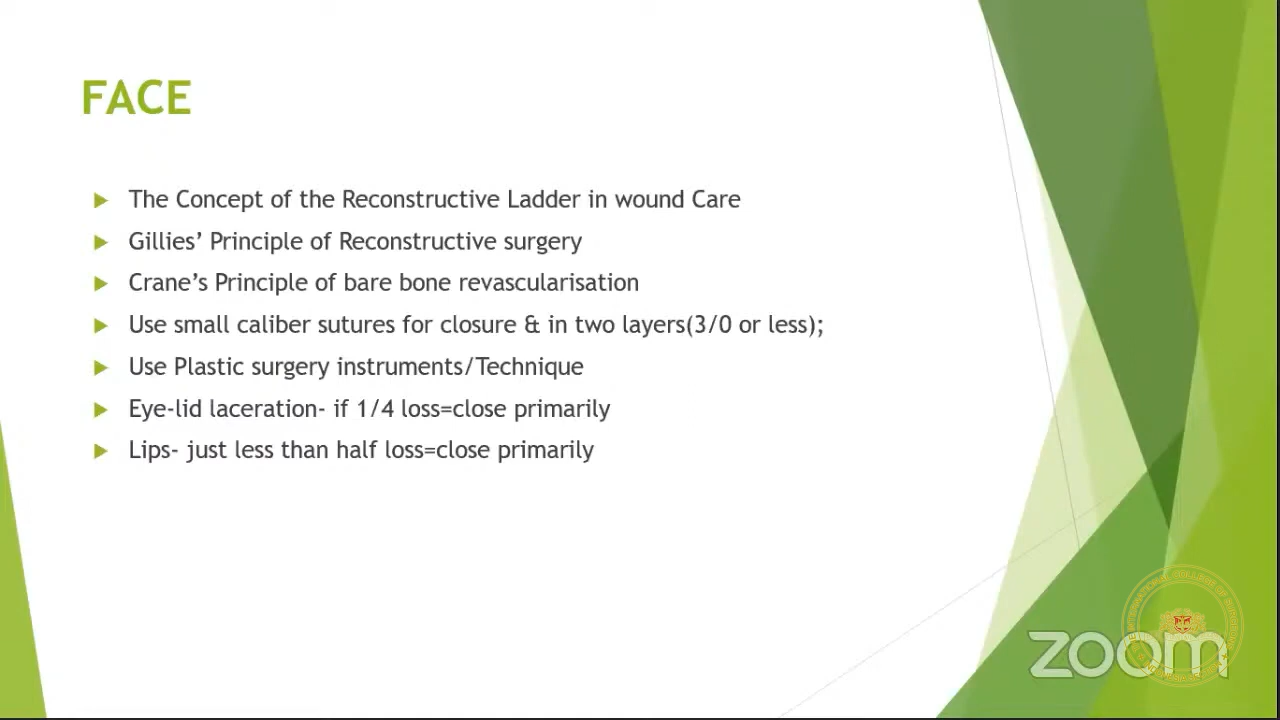 FACE
The Concept of the Reconstructive Ladder in wound Care
Gillies’ Principle of Reconstructive surgery
Crane’s Principle of bare bone revascularisation
Use small caliber sutures for closure & in two layers(3/0 or less);
Use Plastic surgery instruments/Technique
Eye-lid laceration- if 1/4 loss=close primarily
Lips- just less than half loss=close primarily
zoom